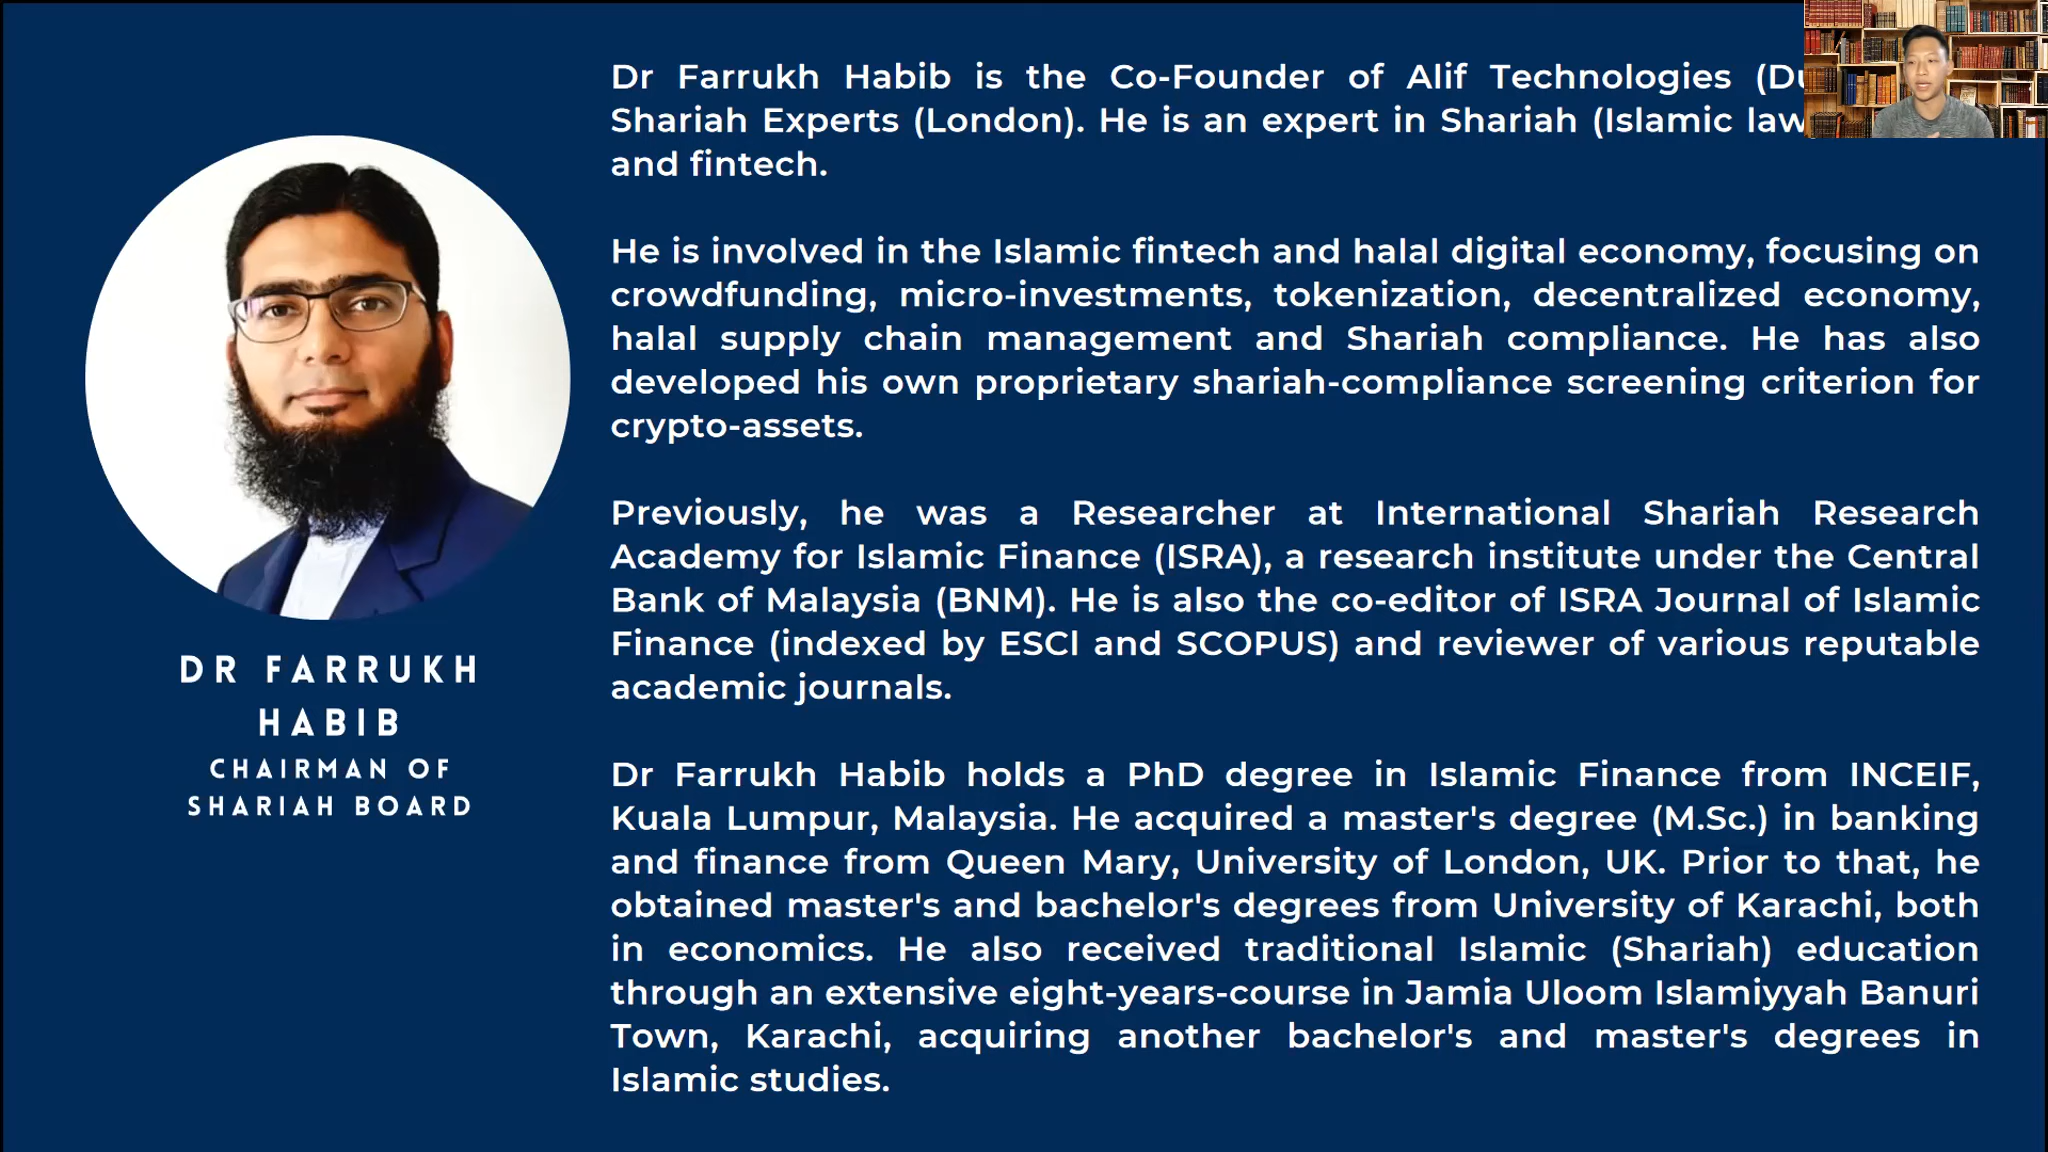 Dr Farrukh Habib is the Co-Founder of Alif Technologies
Shariah Experts (London). He is an expert in Shariah (Islamic law
and fintech.
He is involved in the Islamic fintech and halal digital economy, focusing on
crowdfunding, micro-investments, tokenization, decentralized economy,
halal supply chain management and Shariah compliance. He has also
developed his own proprietary shariah-compliance screening criterion for
crypto-assets.
Previously, he was a Researcher at International Shariah Research
Academy for Islamic Finance (ISRA), a research institute under the Central
Bank of Malaysia (BNM). He is also the co-editor of ISRA Journal of Islamic
Finance (indexed by ESCl and SCOPUS) and reviewer of various reputable
academic journals.
Dr Farrukh Habib holds a PhD degree in Islamic Finance from INCEIF,
Kuala Lumpur, Malaysia. He acquired a master's degree (M.Sc.) in banking
and finance from Queen Mary, University of London, UK. Prior to that, he
obtained master's and bachelor's degrees from University of Karachi, both
in economics. He also received traditional Islamic (Shariah) education
through an extensive eight-years-course in Jamia Uloom Islamiyyah Banuri
Town, Karachi, acquiring another bachelor's and master's degrees in
Islamic studies.
DR FARRUKH
HABIB
CHAIRMAN OF
SHARIAH BOARD